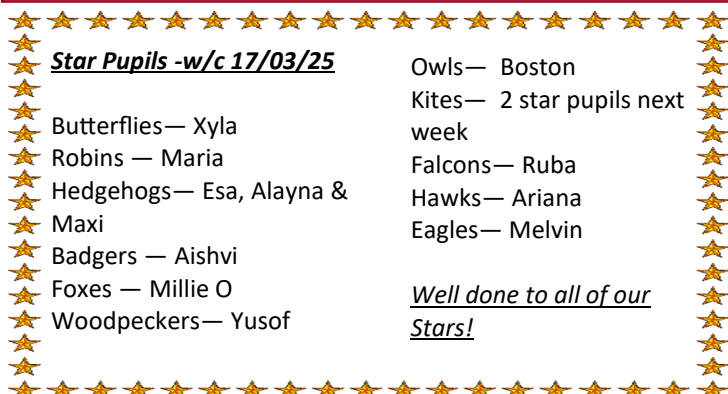 Star Pupils -w/c 17/03/25
Butterflies— Xyla
Robins — Maria
Hedgehogs— Esa, Alayna &
Maxi
Badgers — Aishvi
Foxes — Millie O
Woodpeckers— Yusof
Owls— Boston
Kites— 2 star pupils next
week
Falcons— Ruba
Hawks— Ariana
Eagles— Melvin
Well done to all of our
Stars!